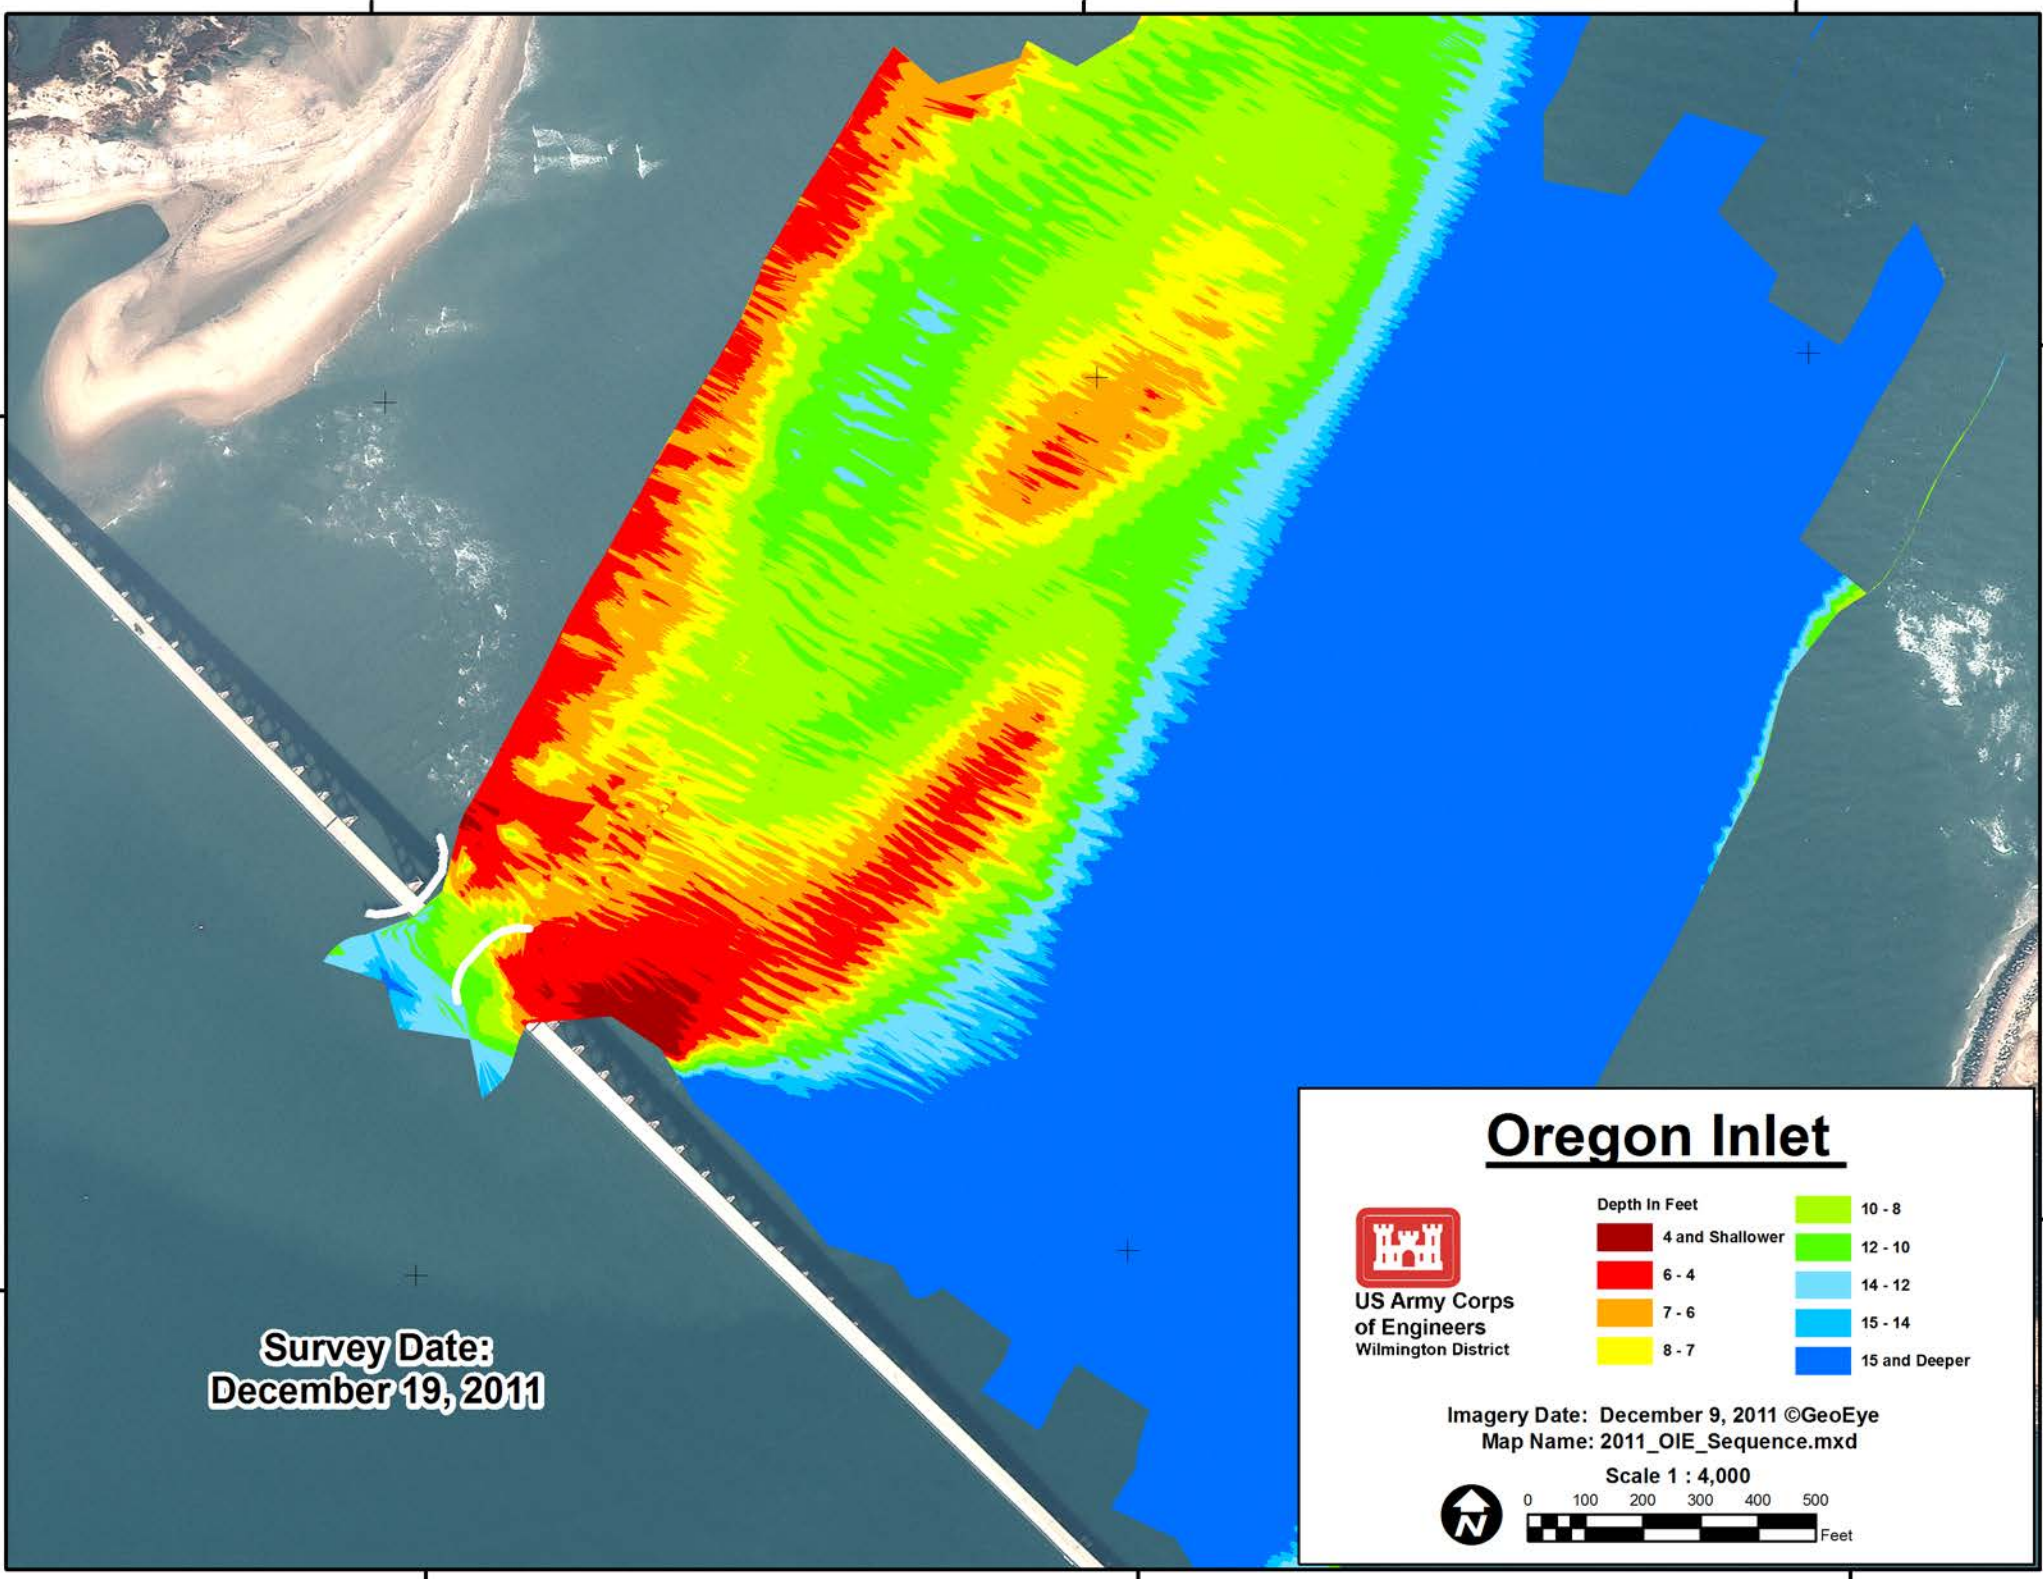 Survey Date:
December 19, 2011
Oregon Inlet
US Army Corps
of Engineers
Wilmington District
Depth In Feet
4 and Shallower
6 - 4
7 - 6
8 - 7
10 - 8
12 - 10
14 - 12
15 - 14
15 and Deeper
Imagery Date: December 9, 2011 ©GeoEye
Map Name: 2011_OIE_Sequence.mxd
Scale 1 : 4,000
N
0 100 200 300 400 500
Feet